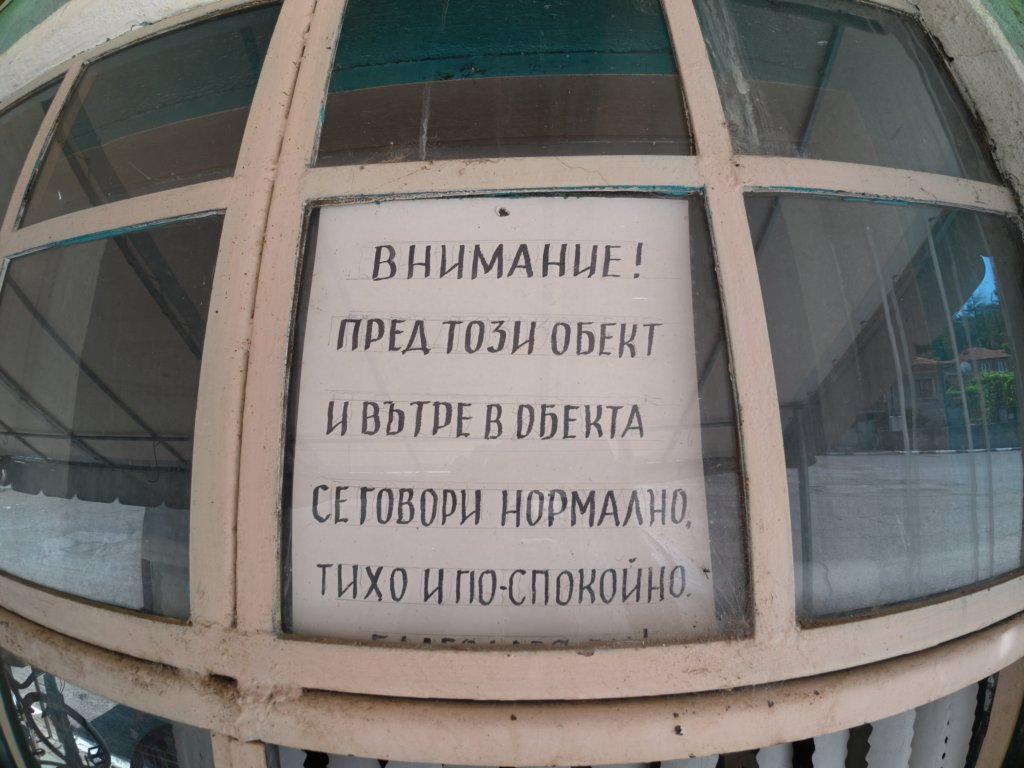 ВНИМАНИЕ!
ПРЕД ТОЗИ ОБЕКТ
И ВЪТРЕ В ОБЕКТА
СЕ ГОВОРИ НОРМАЛНО,
ТИХО И ПО-СПОКОЙНО.